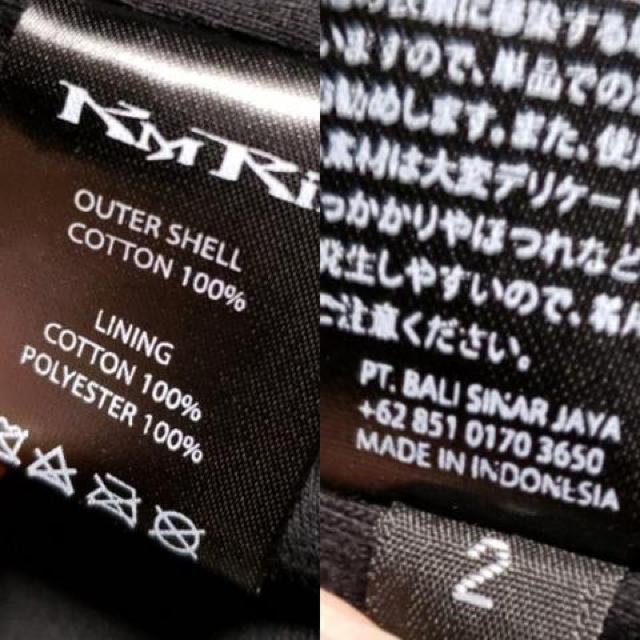 KMRii
OUTER SHELL
COTTON 100%
LINING
COTTON 100%
POLYESTER 100%
いますので、単品での
お勧めします。また、使
素材は大変デリケート
っかかりやほつれなど
発生しやすいので、着用
ご注意ください。
PT. BALI SINAR JAYA
+62 851 0170 3650
MADE IN INDONESIA
2